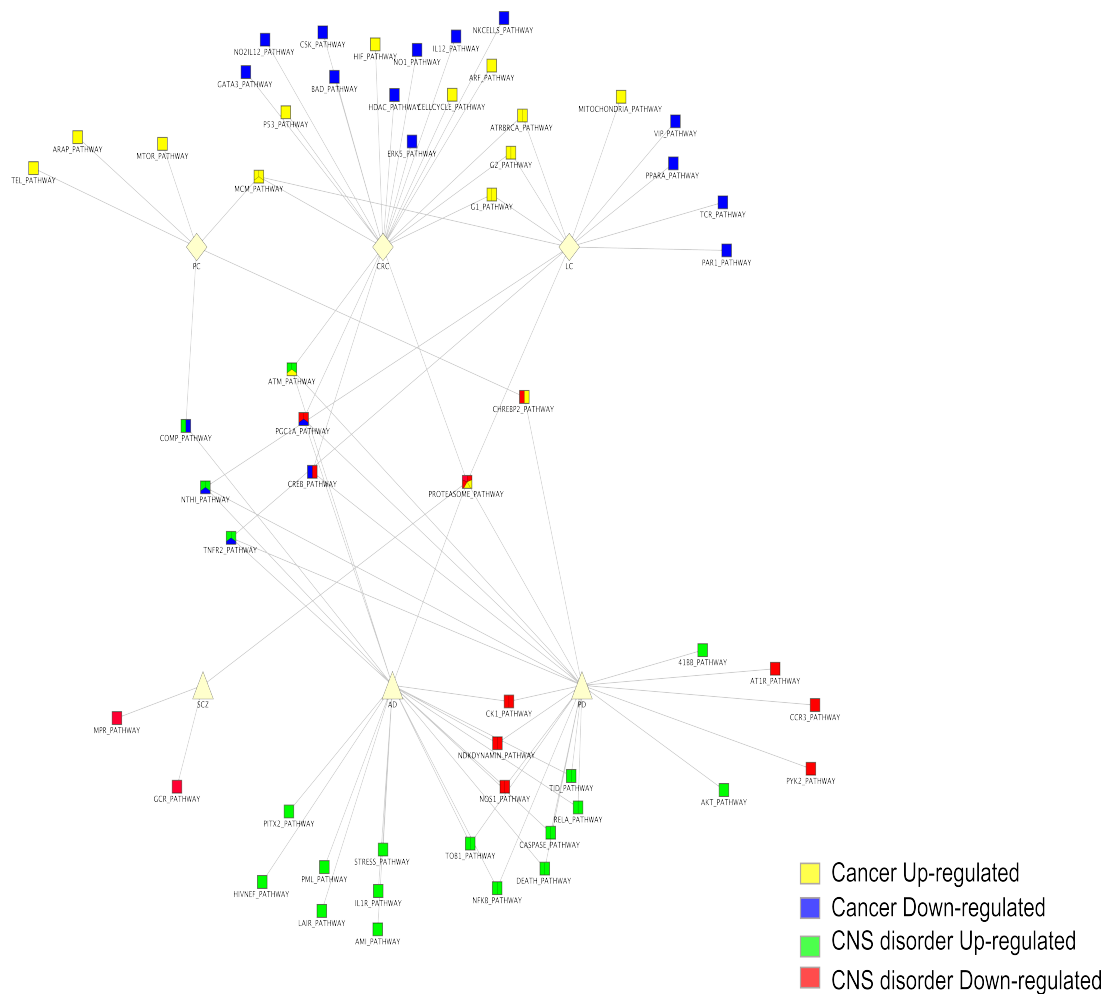 NKCELLS_PATHWAY
CSK_PATHWAY
IL12_PATHWAY
NO2IL12_PATHWAY
HIF_PATHWAY
NO1_PATHWAY
ARF_PATHWAY
GATA3_PATHWAY
BAD_PATHWAY
HDAC_PATHWAY
CELLCYCLE_PATHWAY
MITOCHONDRIA_PATHWAY
P53_PATHWAY
ATRBRCA_PATHWAY
VIP_PATHWAY
ARAP_PATHWAY
MTOR_PATHWAY
ERK5_PATHWAY
G2_PATHWAY
PPARA_PATHWAY
TEL_PATHWAY
MCM_PATHWAY
G1_PATHWAY
TCR_PATHWAY
PAR1_PATHWAY
PC
CRC
LC
ATM_PATHWAY
CHREBP2_PATHWAY
PGC1A_PATHWAY
COMP_PATHWAY
CREB_PATHWAY
NTHI_PATHWAY
PROTEASOME_PATHWAY
TNFR2_PATHWAY
41BB_PATHWAY
AT1R_PATHWAY
SCZ
AD
PD
CK1_PATHWAY
CCR3_PATHWAY
MPR_PATHWAY
NDKDYNAMIN_PATHWAY
PYK2_PATHWAY
TID_PATHWAY
GCR_PATHWAY
NOS1_PATHWAY
AKT_PATHWAY
RELA_PATHWAY
PITX2_PATHWAY
CASPASE_PATHWAY
STRESS_PATHWAY
TOB1_PATHWAY
DEATH_PATHWAY
PML_PATHWAY
HIVNEF_PATHWAY
IL1R_PATHWAY
NFKB_PATHWAY
LAIR_PATHWAY
AMI_PATHWAY
Cancer Up-regulated
Cancer Down-regulated
CNS disorder Up-regulated
CNS disorder Down-regulated